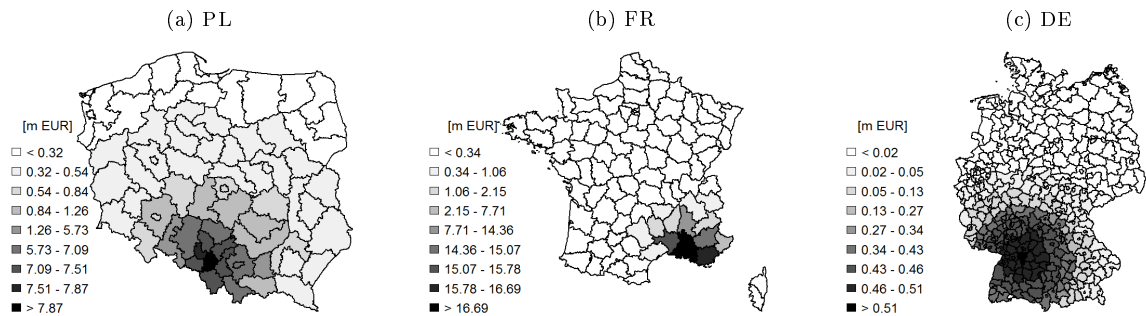 (a) PL
[m EUR]
< 0.32
0.32 - 0.54
0.54 - 0.84
0.84 - 1.26
1.26 - 5.73
5.73 - 7.09
7.09 - 7.51
7.51 - 7.87
> 7.87
(b) FR
[m EUR]
< 0.34
0.34 - 1.06
1.06 - 2.15
2.15 - 7.71
7.71 - 14.36
14.36 - 15.07
15.07 - 15.78
15.78 - 16.69
> 16.69
(c) DE
[m EUR]
< 0.02
0.02 - 0.05
0.05 - 0.13
0.13 - 0.27
0.27 - 0.34
0.34 - 0.43
0.43 - 0.46
0.46 - 0.51
> 0.51